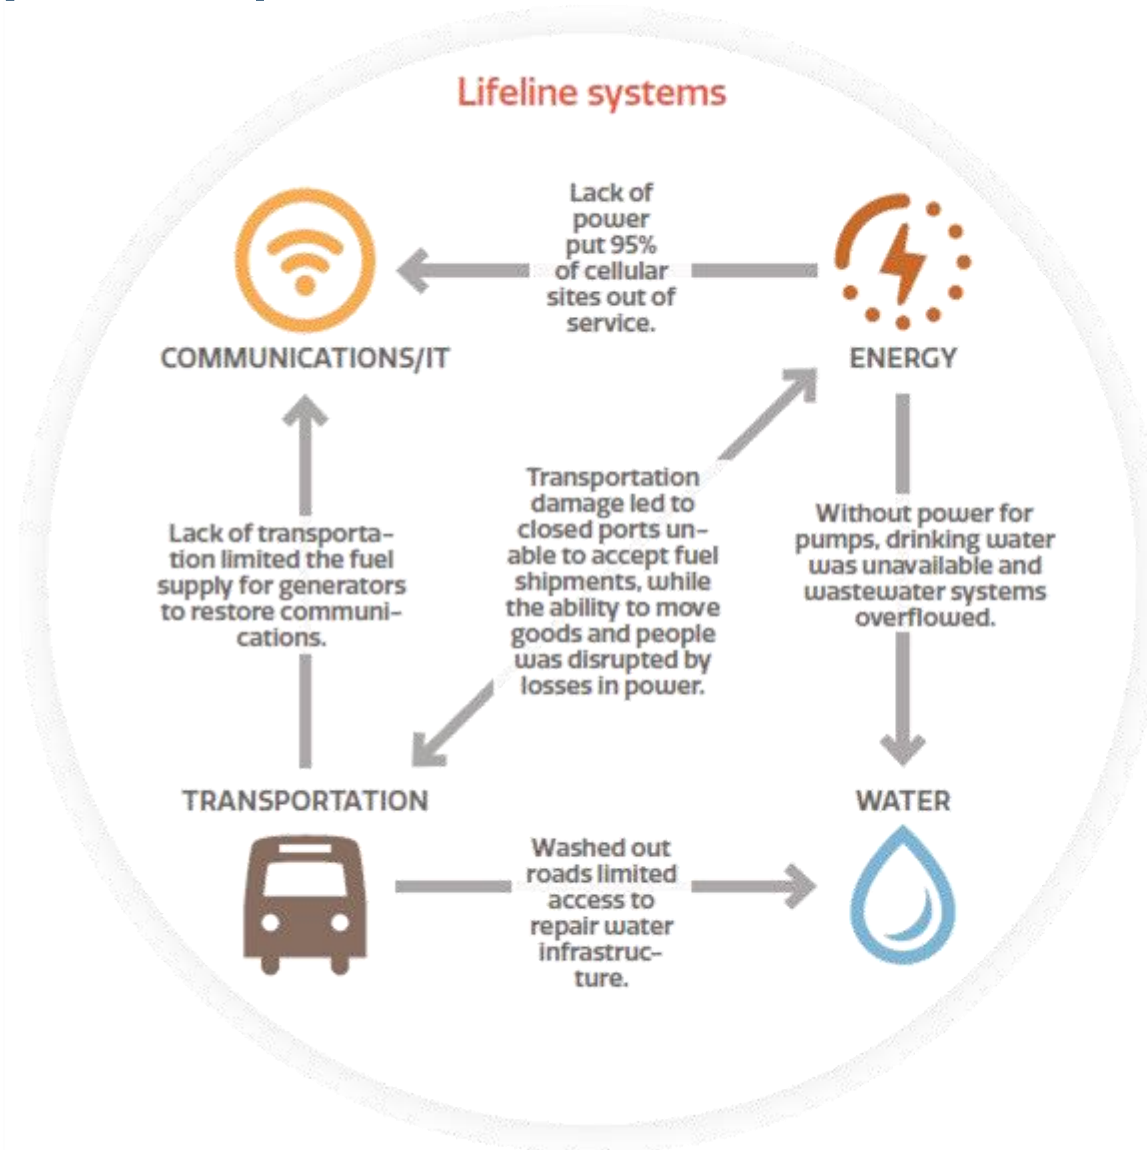 Lifeline systems
Lack of
power
put 95%
of cellular
sites out of
service.
COMMUNICATIONS/IT
ENERGY
Lack of transporta-
tion limited the fuel
supply for generators
to restore communi-
cations.
Transportation
damage led to
closed ports un-
able to accept fuel
shipments, while
the ability to move
goods and people
was disrupted by
losses in power.
Without power for
pumps, drinking water
was unavailable and
wastewater systems
overflowed.
TRANSPORTATION
WATER
Washed out
roads limited
access to
repair water
infrastruc-
ture.